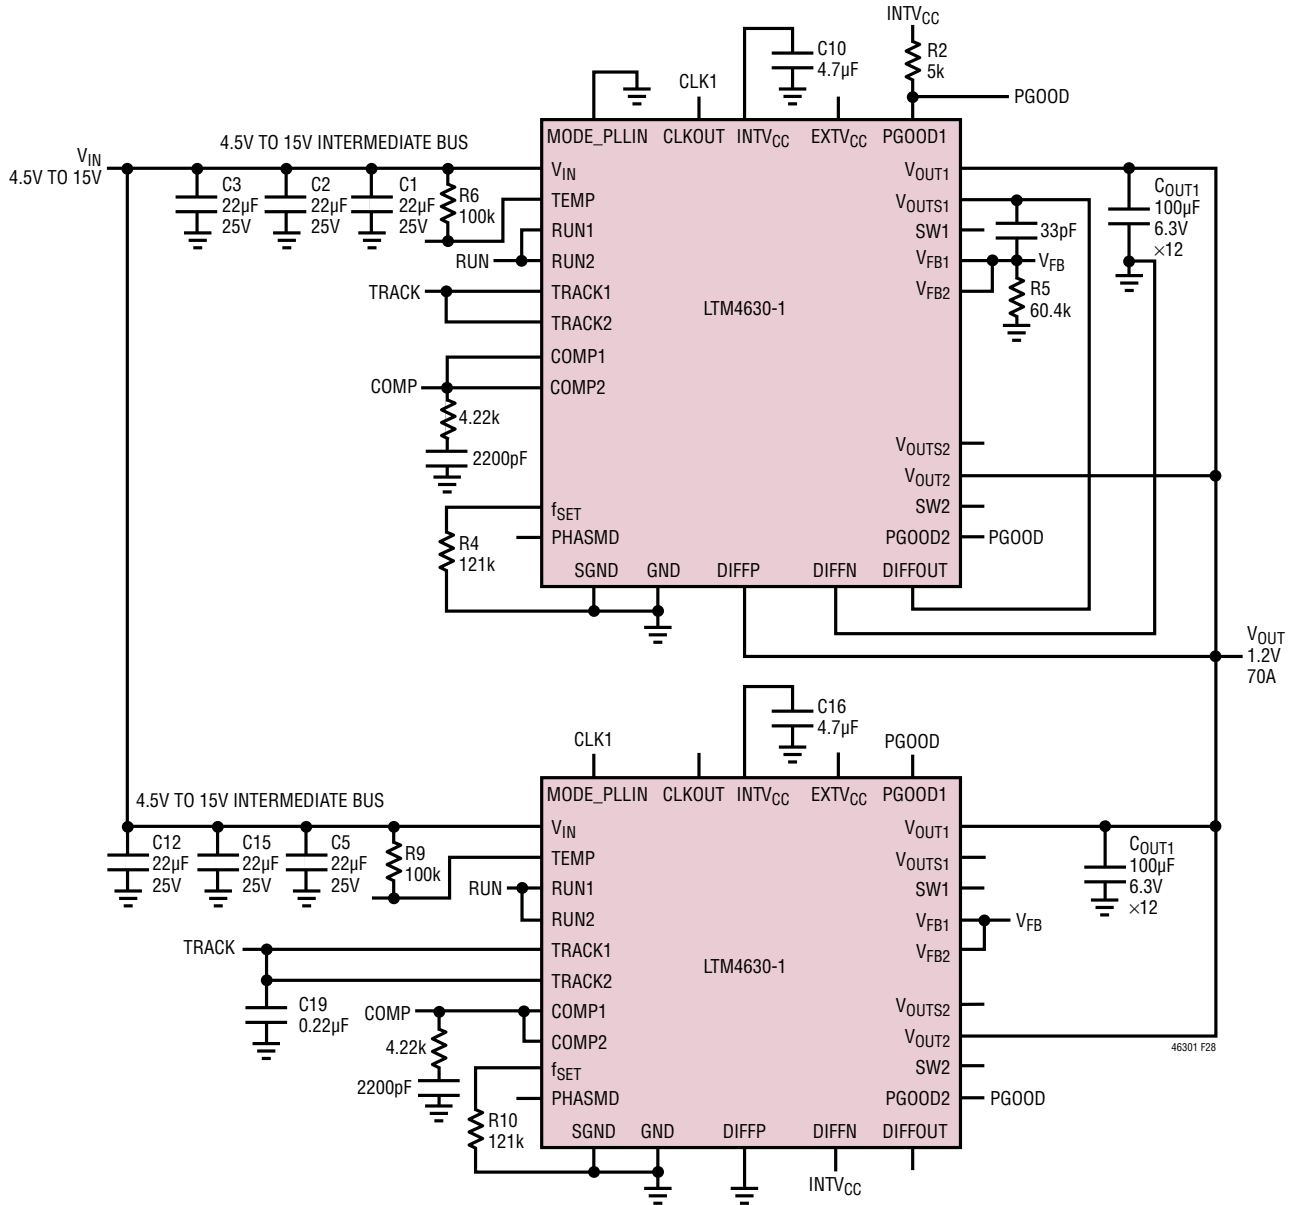 INTVCC
R2
5k
C10
4.7µF
CLK1
PGOOD
MODE_PLLIN CLKOUT INTVCC EXTVCC PGOOD1
4.5V TO 15V INTERMEDIATE BUS
VIN
4.5V TO 15V
C3
22µF
25V
C2
22µF
25V
C1
22µF
25V
R6
100k
VIN
TEMP
RUN1
RUN
RUN2
TRACK
TRACK1
TRACK2
COMP1
COMP
COMP2
4.22k
2200pF
fSET
PHASMD
R4
121k
LTM4630-1
VOUT1
VOUTS1
SW1
VFB1
VFB2
33pF
VFB
R5
60.4k
COUT1
100µF
6.3V
×12
VOUTS2
VOUT2
SW2
PGOOD2
PGOOD
SGND GND DIFFP DIFFN DIFFOUT
VOUT
1.2V
70A
C16
4.7µF
CLK1
PGOOD
MODE_PLLIN CLKOUT INTVCC EXTVCC PGOOD1
4.5V TO 15V INTERMEDIATE BUS
C12
22µF
25V
C15
22µF
25V
C5
22µF
25V
R9
100k
VIN
TEMP
RUN
RUN1
RUN2
TRACK
TRACK1
TRACK2
C19
0.22µF
COMP
COMP1
COMP2
4.22k
2200pF
fSET
PHASMD
R10
121k
LTM4630-1
VOUT1
VOUTS1
SW1
VFB1
VFB
VFB2
COUT1
100µF
6.3V
×12
VOUTS2
VOUT2
SW2
PGOOD2
PGOOD
46301 F28
SGND GND DIFFP DIFFN DIFFOUT
INTVCC